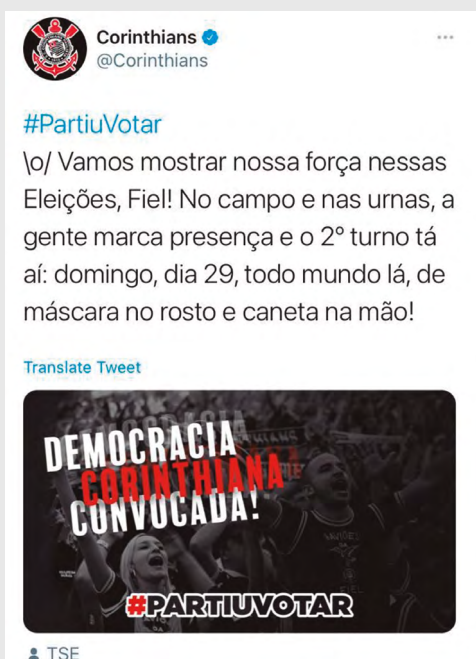 Corinthians
@Corinthians
#PartiuVotar
\o/ Vamos mostrar nossa força nessas
Eleições, Fiel! No campo e nas urnas, a
gente marca presença e o 2º turno tá
aí: domingo, dia 29, todo mundo lá, de
máscara no rosto e caneta na mão!
Translate Tweet
DEMOCRACIA
CORINTHIANA
CONVOCADA!
#PARTIUVOTAR
TSE